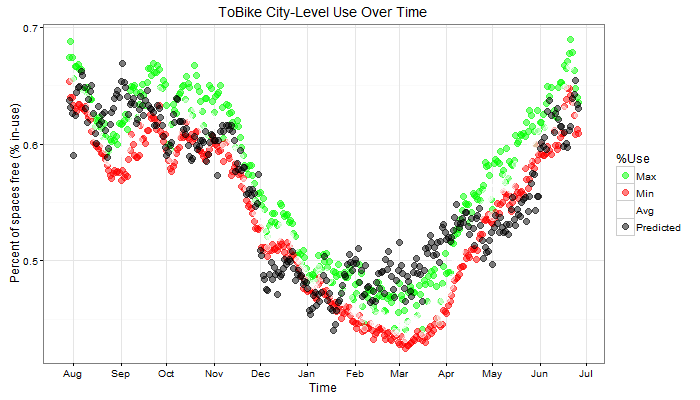 ToBike City-Level Use Over Time
Percent of spaces free (% in-use)
0.7
0.6
0.5
Aug Sep Oct Nov Dec Jan Feb Mar Apr May Jun Jul
Time
%Use
Max
Min
Avg
Predicted